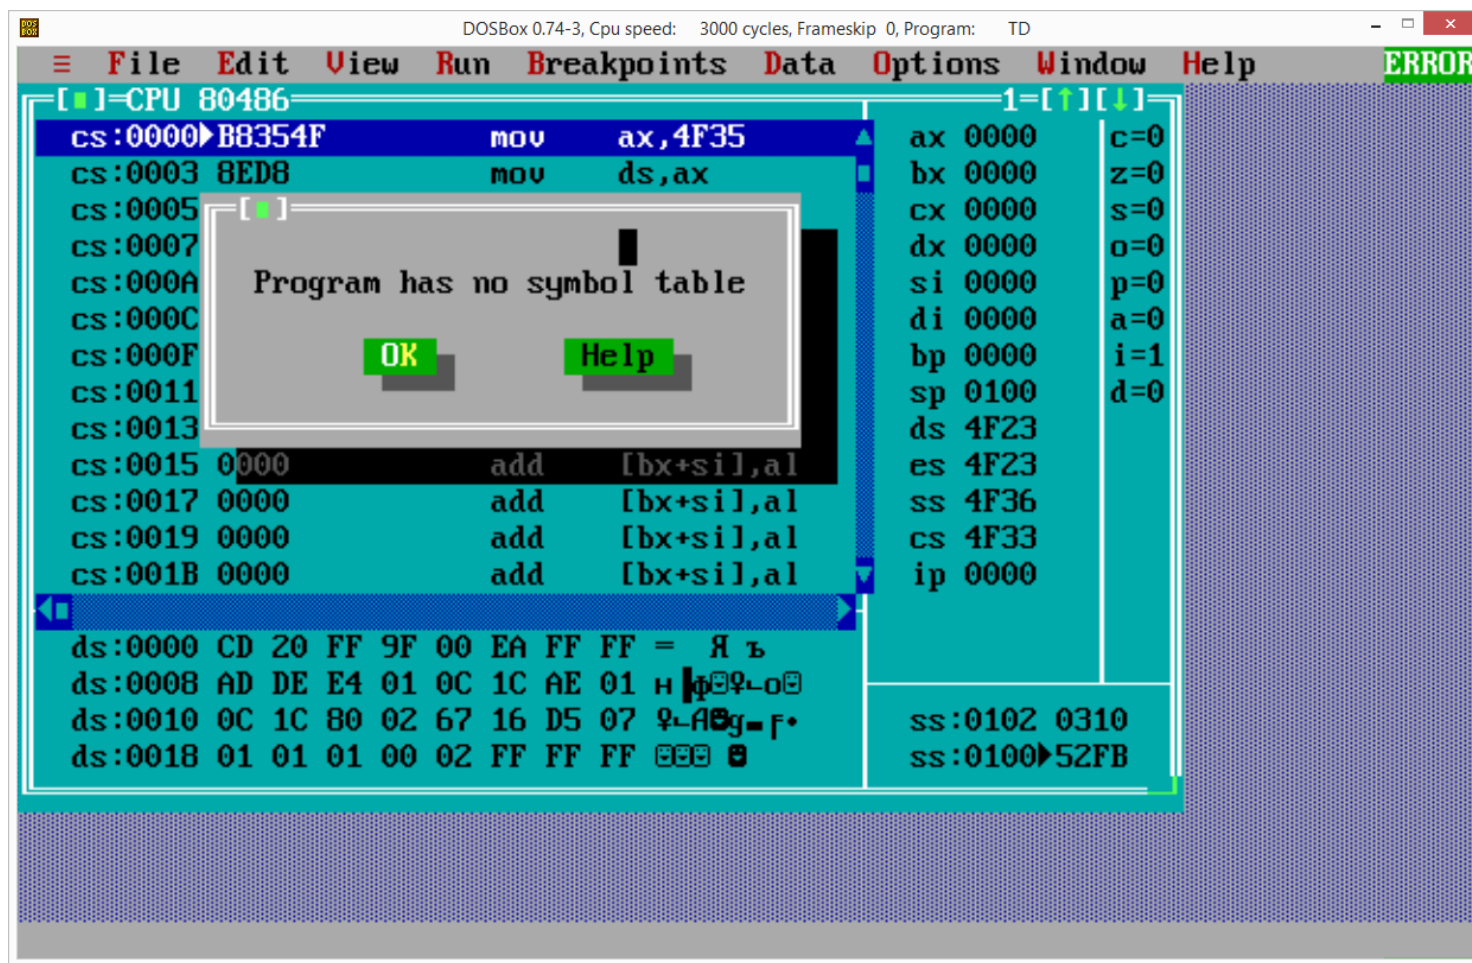 DOSBox 0.74-3, Cpu speed: 3000 cycles, Frameskip 0, Program: TD
≡ File Edit View Run Breakpoints Data Options Window Help ERROR
[■]=CPU 80486 1=[↑][↓]
cs:0000►B8354F mov ax,4F35 ax 0000 c=0
cs:0003 8ED8 mov ds,ax bx 0000 z=0
cs:0005 cx 0000 s=0
cs:0007 dx 0000 o=0
cs:000A Program has no symbol table si 0000 p=0
cs:000C di 0000 a=0
cs:000F OK Help bp 0000 i=1
cs:0011 sp 0100 d=0
cs:0013 ds 4F23
cs:0015 0000 add [bx+si],al es 4F23
cs:0017 0000 add [bx+si],al ss 4F36
cs:0019 0000 add [bx+si],al cs 4F33
cs:001B 0000 add [bx+si],al ip 0000
ds:0000 CD 20 FF 9F 00 EA FF FF = Я ъ
ds:0008 AD DE E4 01 0C 1C AE 01 н▐ф☺♀∟о☺
ds:0010 0C 1C 80 02 67 16 D5 07 ♀∟А☻g▬╒•
ds:0018 01 01 01 00 02 FF FF FF ☺☺☺ ☻
ss:0102 0310
ss:0100►52FB